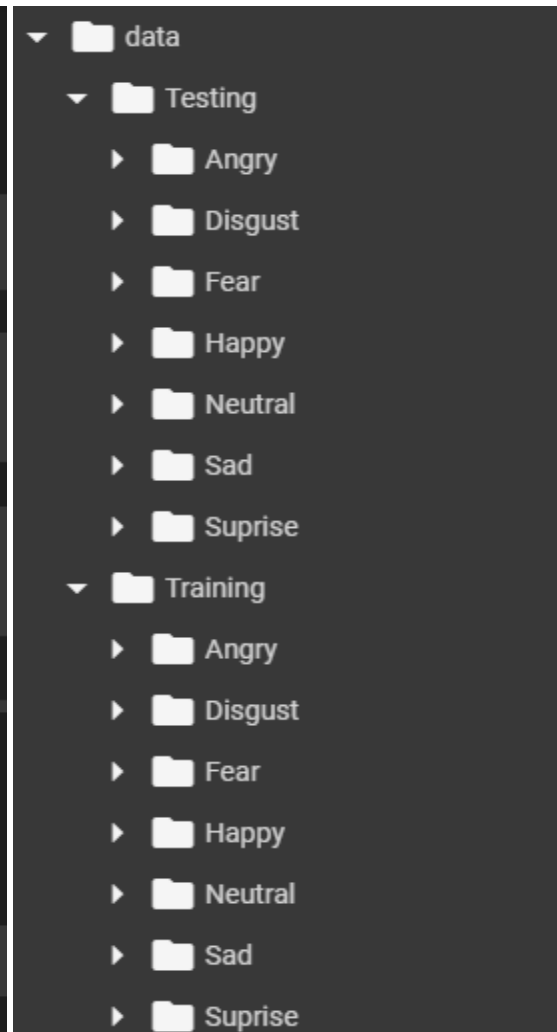 data
Testing
Angry
Disgust
Fear
Happy
Neutral
Sad
Suprise
Training
Angry
Disgust
Fear
Happy
Neutral
Sad
Suprise